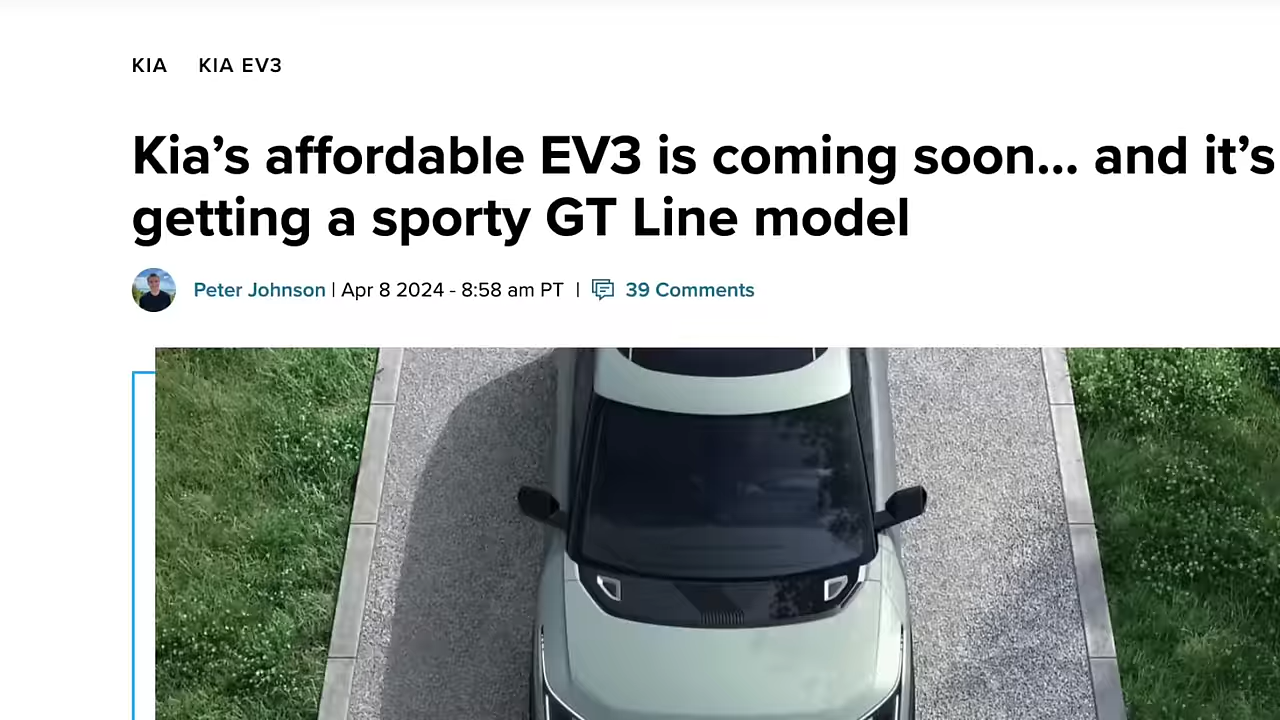 KIA KIA EV3
Kia’s affordable EV3 is coming soon… and it’s
getting a sporty GT Line model
Peter Johnson | Apr 8 2024 - 8:58 am PT | 39 Comments